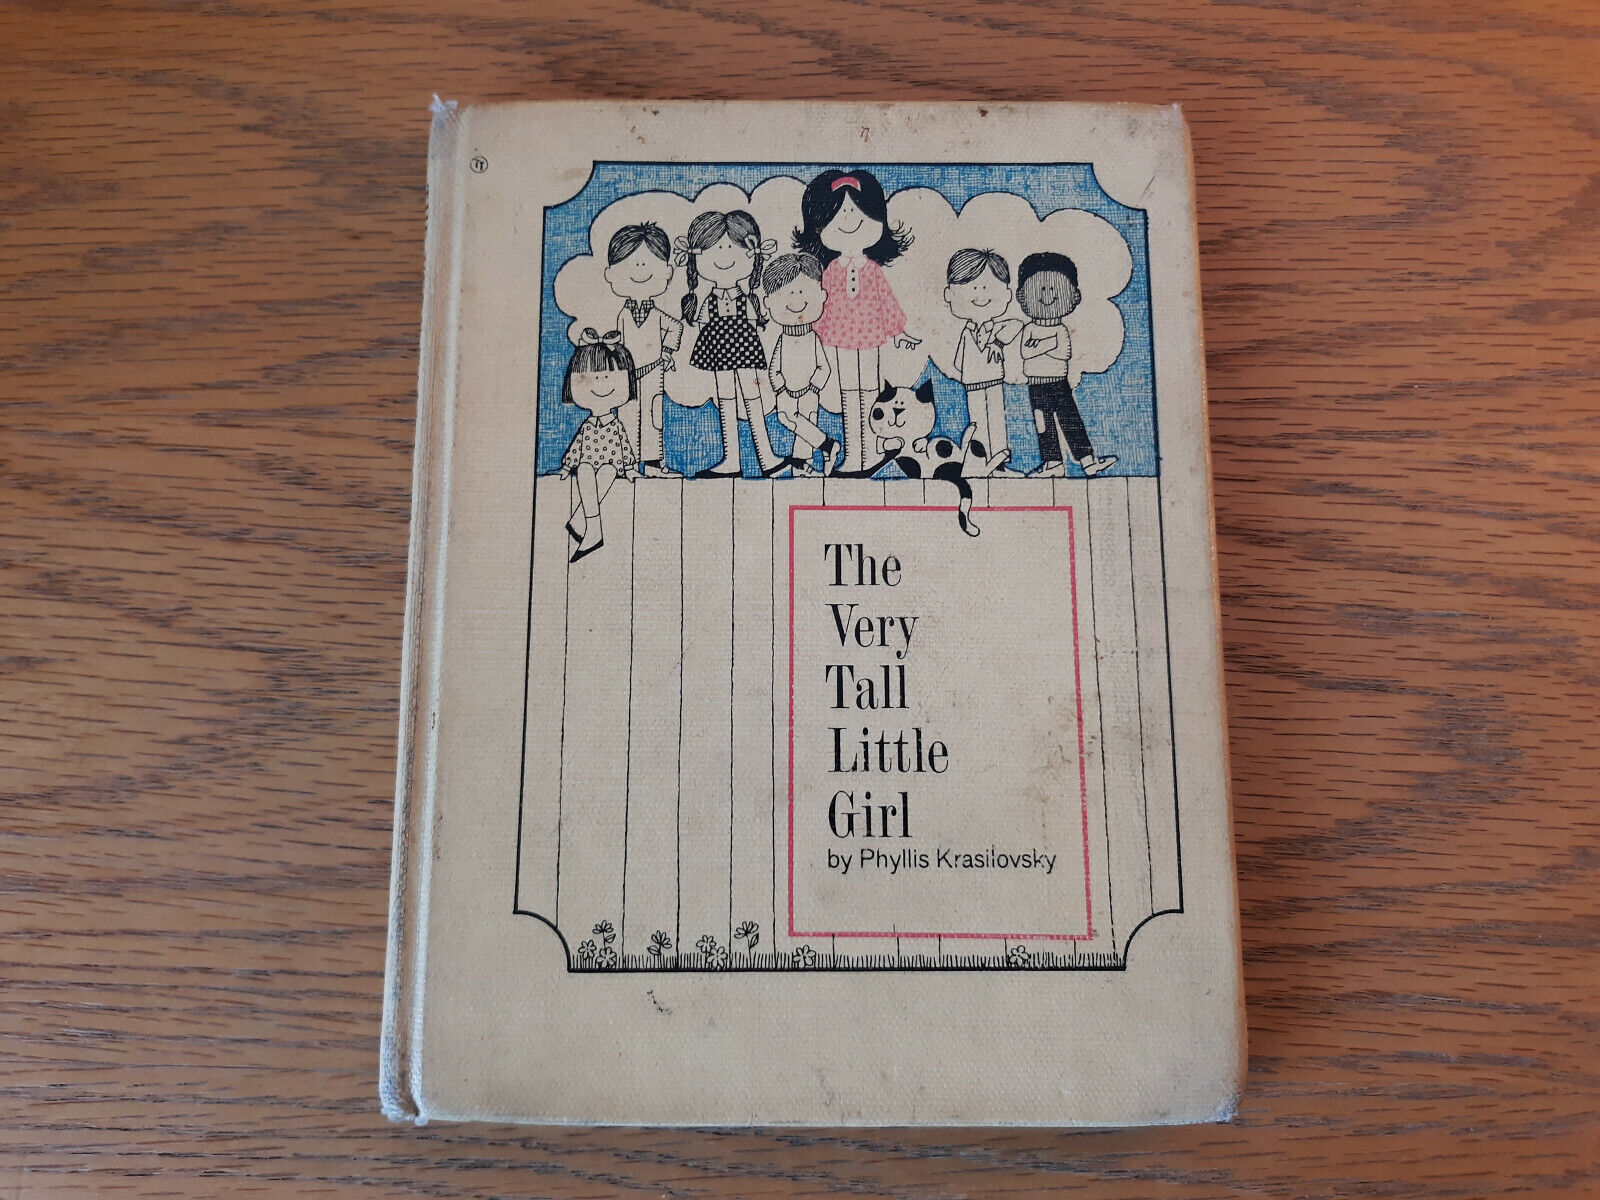 The
Very
Tall
Little
Girl
by Phyllis Krasilovsky